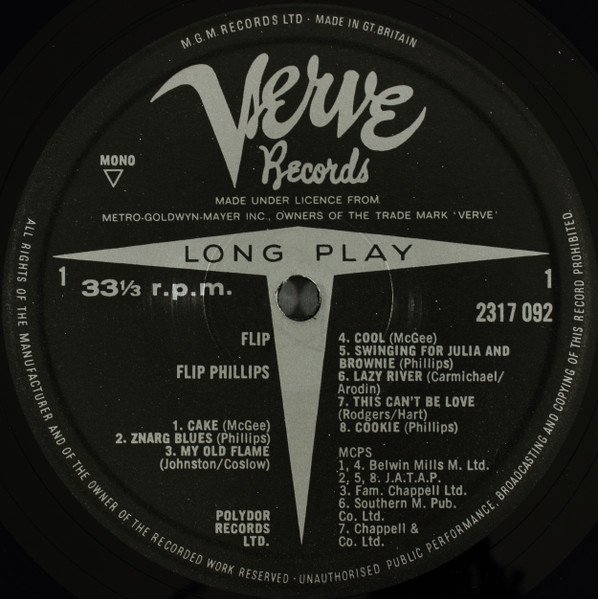 M.G.M. RECORDS LTD · MADE IN GT. BRITAIN
Verve
Records
MONO
MADE UNDER LICENCE FROM
METRO-GOLDWYN-MAYER INC., OWNERS OF THE TRADE MARK 'VERVE'
LONG PLAY
1
33⅓ r.p.m.
1
2317 092
FLIP
FLIP PHILLIPS
1. CAKE (McGee)
2. ZNARG BLUES (Phillips)
3. MY OLD FLAME
(Johnston/Coslow)
4. COOL (McGee)
5. SWINGING FOR JULIA AND
BROWNIE (Phillips)
6. LAZY RIVER (Carmichael/
Arodin)
7. THIS CAN'T BE LOVE
(Rodgers/Hart)
8. COOKIE (Phillips)
MCPS
1, 4. Belwin Mills M. Ltd.
2, 5, 8. J.A.T.A.P.
3. Fam. Chappell Ltd.
6. Southern M. Pub.
Co. Ltd.
7. Chappell &
Co. Ltd.
POLYDOR
RECORDS
LTD.
ALL RIGHTS OF THE MANUFACTURER AND OF THE OWNER OF THE RECORDED WORK RESERVED · UNAUTHORISED PUBLIC PERFORMANCE, BROADCASTING AND COPYING OF THIS RECORD PROHIBITED